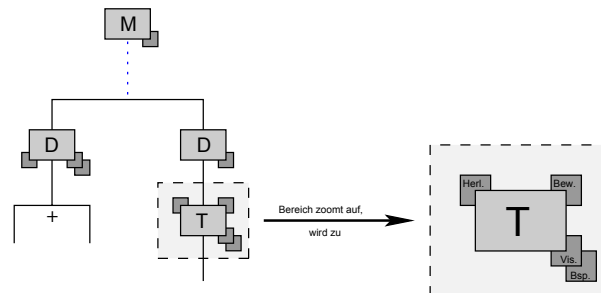 M
D
D
+
T
Bereich zoomt auf,
wird zu
Herl.
Bew.
T
Vis.
Bsp.